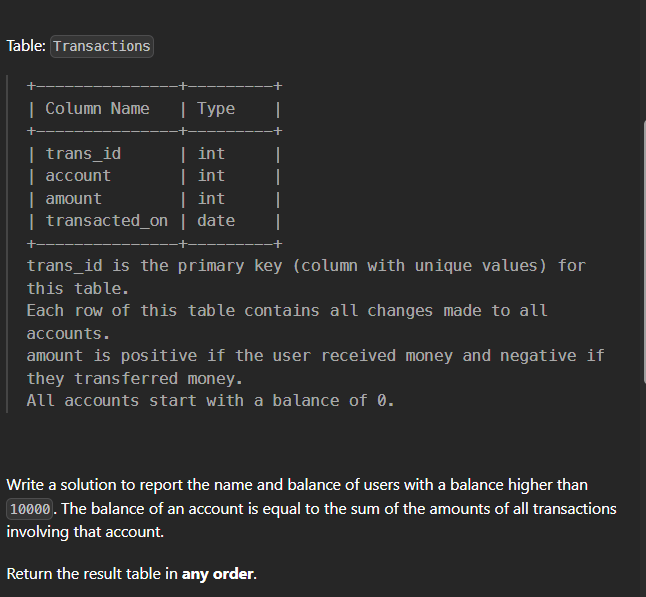 Table: Transactions
+---------------+---------+
| Column Name   | Type    |
+---------------+---------+
| trans_id      | int     |
| account       | int     |
| amount        | int     |
| transacted_on | date    |
+---------------+---------+
trans_id is the primary key (column with unique values) for
this table.
Each row of this table contains all changes made to all
accounts.
amount is positive if the user received money and negative if
they transferred money.
All accounts start with a balance of 0.
Write a solution to report the name and balance of users with a balance higher than
10000. The balance of an account is equal to the sum of the amounts of all transactions
involving that account.
Return the result table in any order.